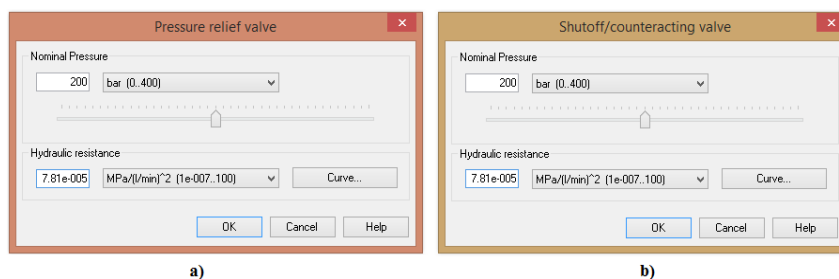 Pressure relief valve
Nominal Pressure
200 bar (0..400)
Hydraulic resistance
7.81e-005 MPa/(l/min)^2 (1e-007..100) Curve...
OK Cancel Help
a)
Shutoff/counteracting valve
Nominal Pressure
200 bar (0..400)
Hydraulic resistance
7.81e-005 MPa/(l/min)^2 (1e-007..100) Curve...
OK Cancel Help
b)